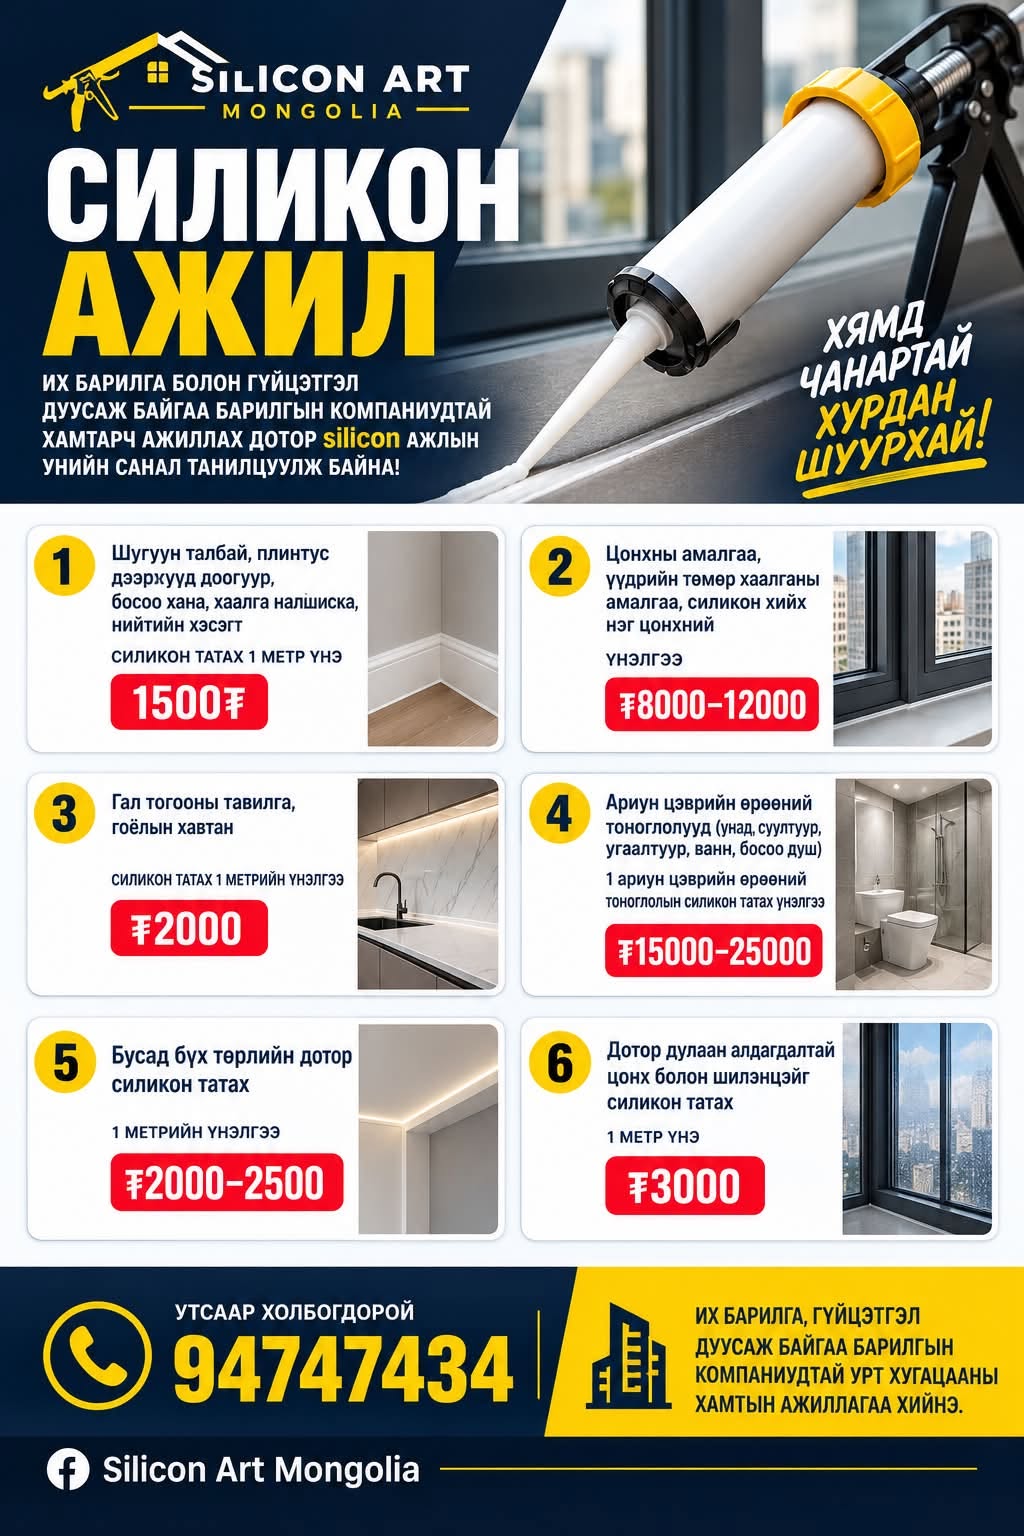 SILICON ART
MONGOLIA
СИЛИКОН
АЖИЛ
ИХ БАРИЛГА БОЛОН ГҮЙЦЭТГЭЛ
ДУУСАЖ БАЙГАА БАРИЛГЫН КОМПАНИУДТАЙ
ХАМТАРЧ АЖИЛЛАХ ДОТОР silicon АЖЛЫН
УНИЙН САНАЛ ТАНИЛЦУУЛЖ БАЙНА!
ХЯМД
ЧАНАРТАЙ
ХУРДАН
ШУУРХАЙ!
1
Шугуун талбай, плинтус
дээрхууд доогуур,
босоо хана, хаалга налшиска,
нийтийн хэсэгт
СИЛИКОН ТАТАХ 1 МЕТР ҮНЭ
1500₮
2
Цонхны амалгаа,
үүдрийн төмөр хаалганы
амалгаа, силикон хийх
нэг цонхний
ҮНЭЛГЭЭ
₮8000-12000
3
Гал тогооны тавилга,
гоёлын хавтан
СИЛИКОН ТАТАХ 1 МЕТРИЙН ҮНЭЛГЭЭ
₮2000
4
Ариун цэврийн өрөөний
тоноглолууд (унад, суултуур,
угаалтуур, ванн, босоо душ)
1 ариун цэврийн өрөөний
тоноглолын силикон татах үнэлгээ
₮15000-25000
5
Бусад бүх төрлийн дотор
силикон татах
1 МЕТРИЙН ҮНЭЛГЭЭ
₮2000-2500
6
Дотор дулаан алдагдалтай
цонх болон шилэнцэйг
силикон татах
1 МЕТР ҮНЭ
₮3000
УТСААР ХОЛБОГДОРОЙ
94747434
ИХ БАРИЛГА, ГҮЙЦЭТГЭЛ
ДУУСАЖ БАЙГАА БАРИЛГЫН
КОМПАНИУДТАЙ УРТ ХУГАЦААНЫ
ХАМТЫН АЖИЛЛАГАА ХИЙНЭ.
Silicon Art Mongolia